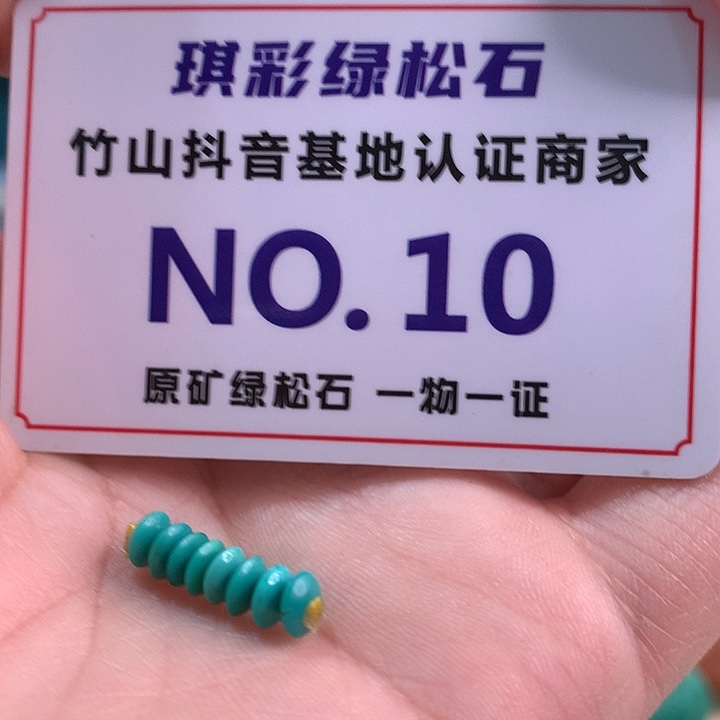 琪彩绿松石
竹山抖音基地认证商家
NO.10
原矿绿松石 一物一证